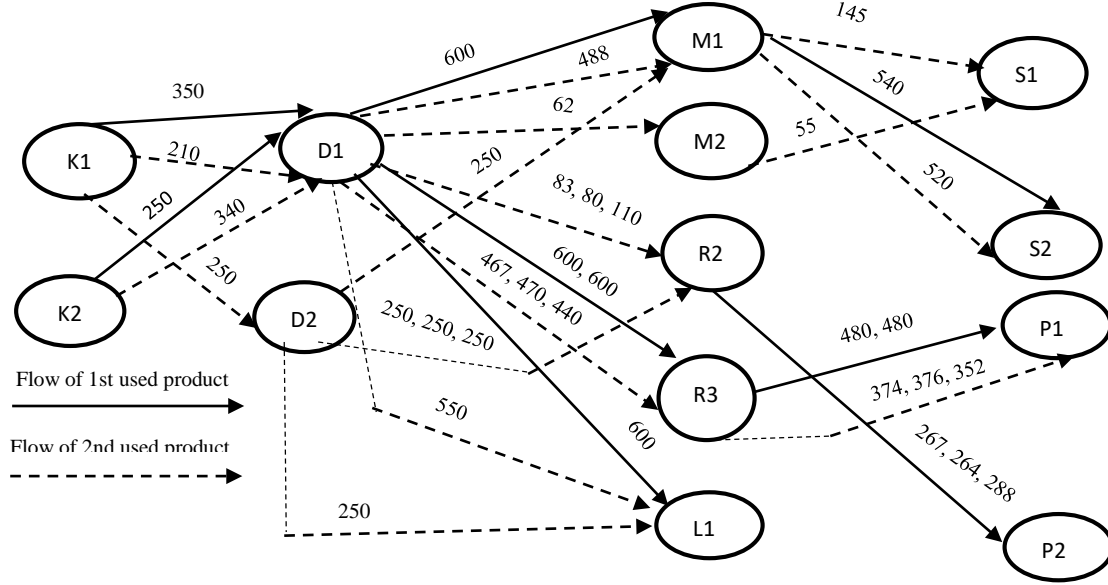 145
M1
600
488
S1
540
350
62
K1
210
D1
M2
55
250
250
520
340
83, 80, 110
R2
S2
250
467, 470, 440
600, 600
K2
D2
250, 250, 250
480, 480
P1
Flow of 1st used product
R3
374, 376, 352
550
600
Flow of 2nd used product
267, 264, 288
250
L1
P2